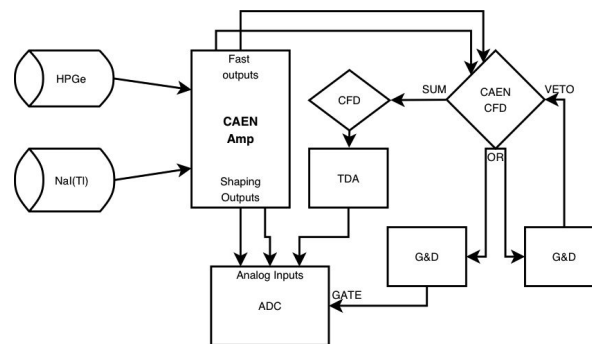 HPGe
Fast
outputs
CAEN
Amp
Shaping
Outputs
NaI(Tl)
CFD
SUM
CAEN
CFD
VETO
OR
TDA
G&D
G&D
Analog Inputs
ADC
GATE